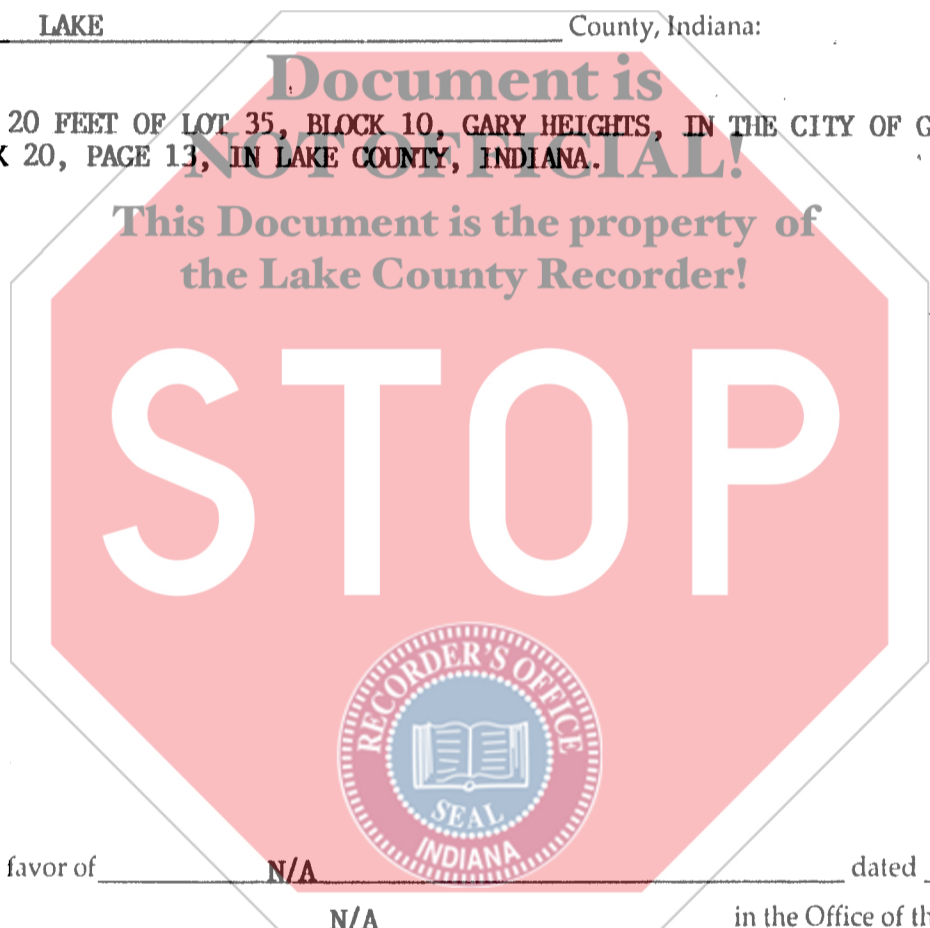 LAKE County, Indiana:
Document is
20 FEET OF LOT 35, BLOCK 10, GARY HEIGHTS, IN THE CITY OF G
K 20, PAGE 13, IN LAKE COUNTY, INDIANA.
NOT OFFICIAL!
This Document is the property of
the Lake County Recorder!
STOP
RECORDER'S OFFICE
SEAL
INDIANA
favor of N/A dated
N/A in the Office of th